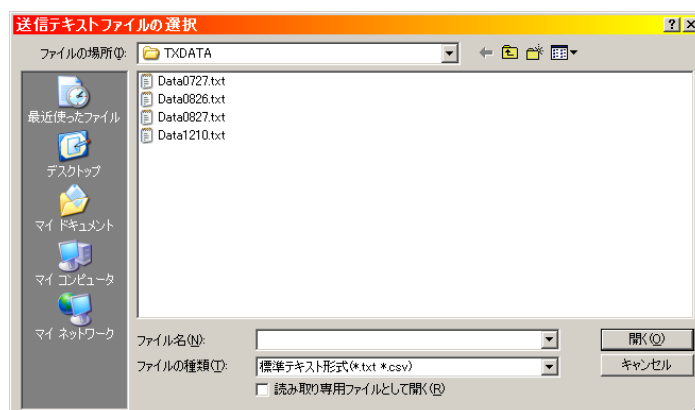 送信テキストファイルの選択
ファイルの場所(I):
TXDATA
最近使ったファイル
デスクトップ
マイ ドキュメント
マイ コンピュータ
マイ ネットワーク
Data0727.txt
Data0826.txt
Data0827.txt
Data1210.txt
ファイル名(N):
開く(O)
ファイルの種類(T):
標準テキスト形式(*.txt *.csv)
キャンセル
読み取り専用ファイルとして開く(R)